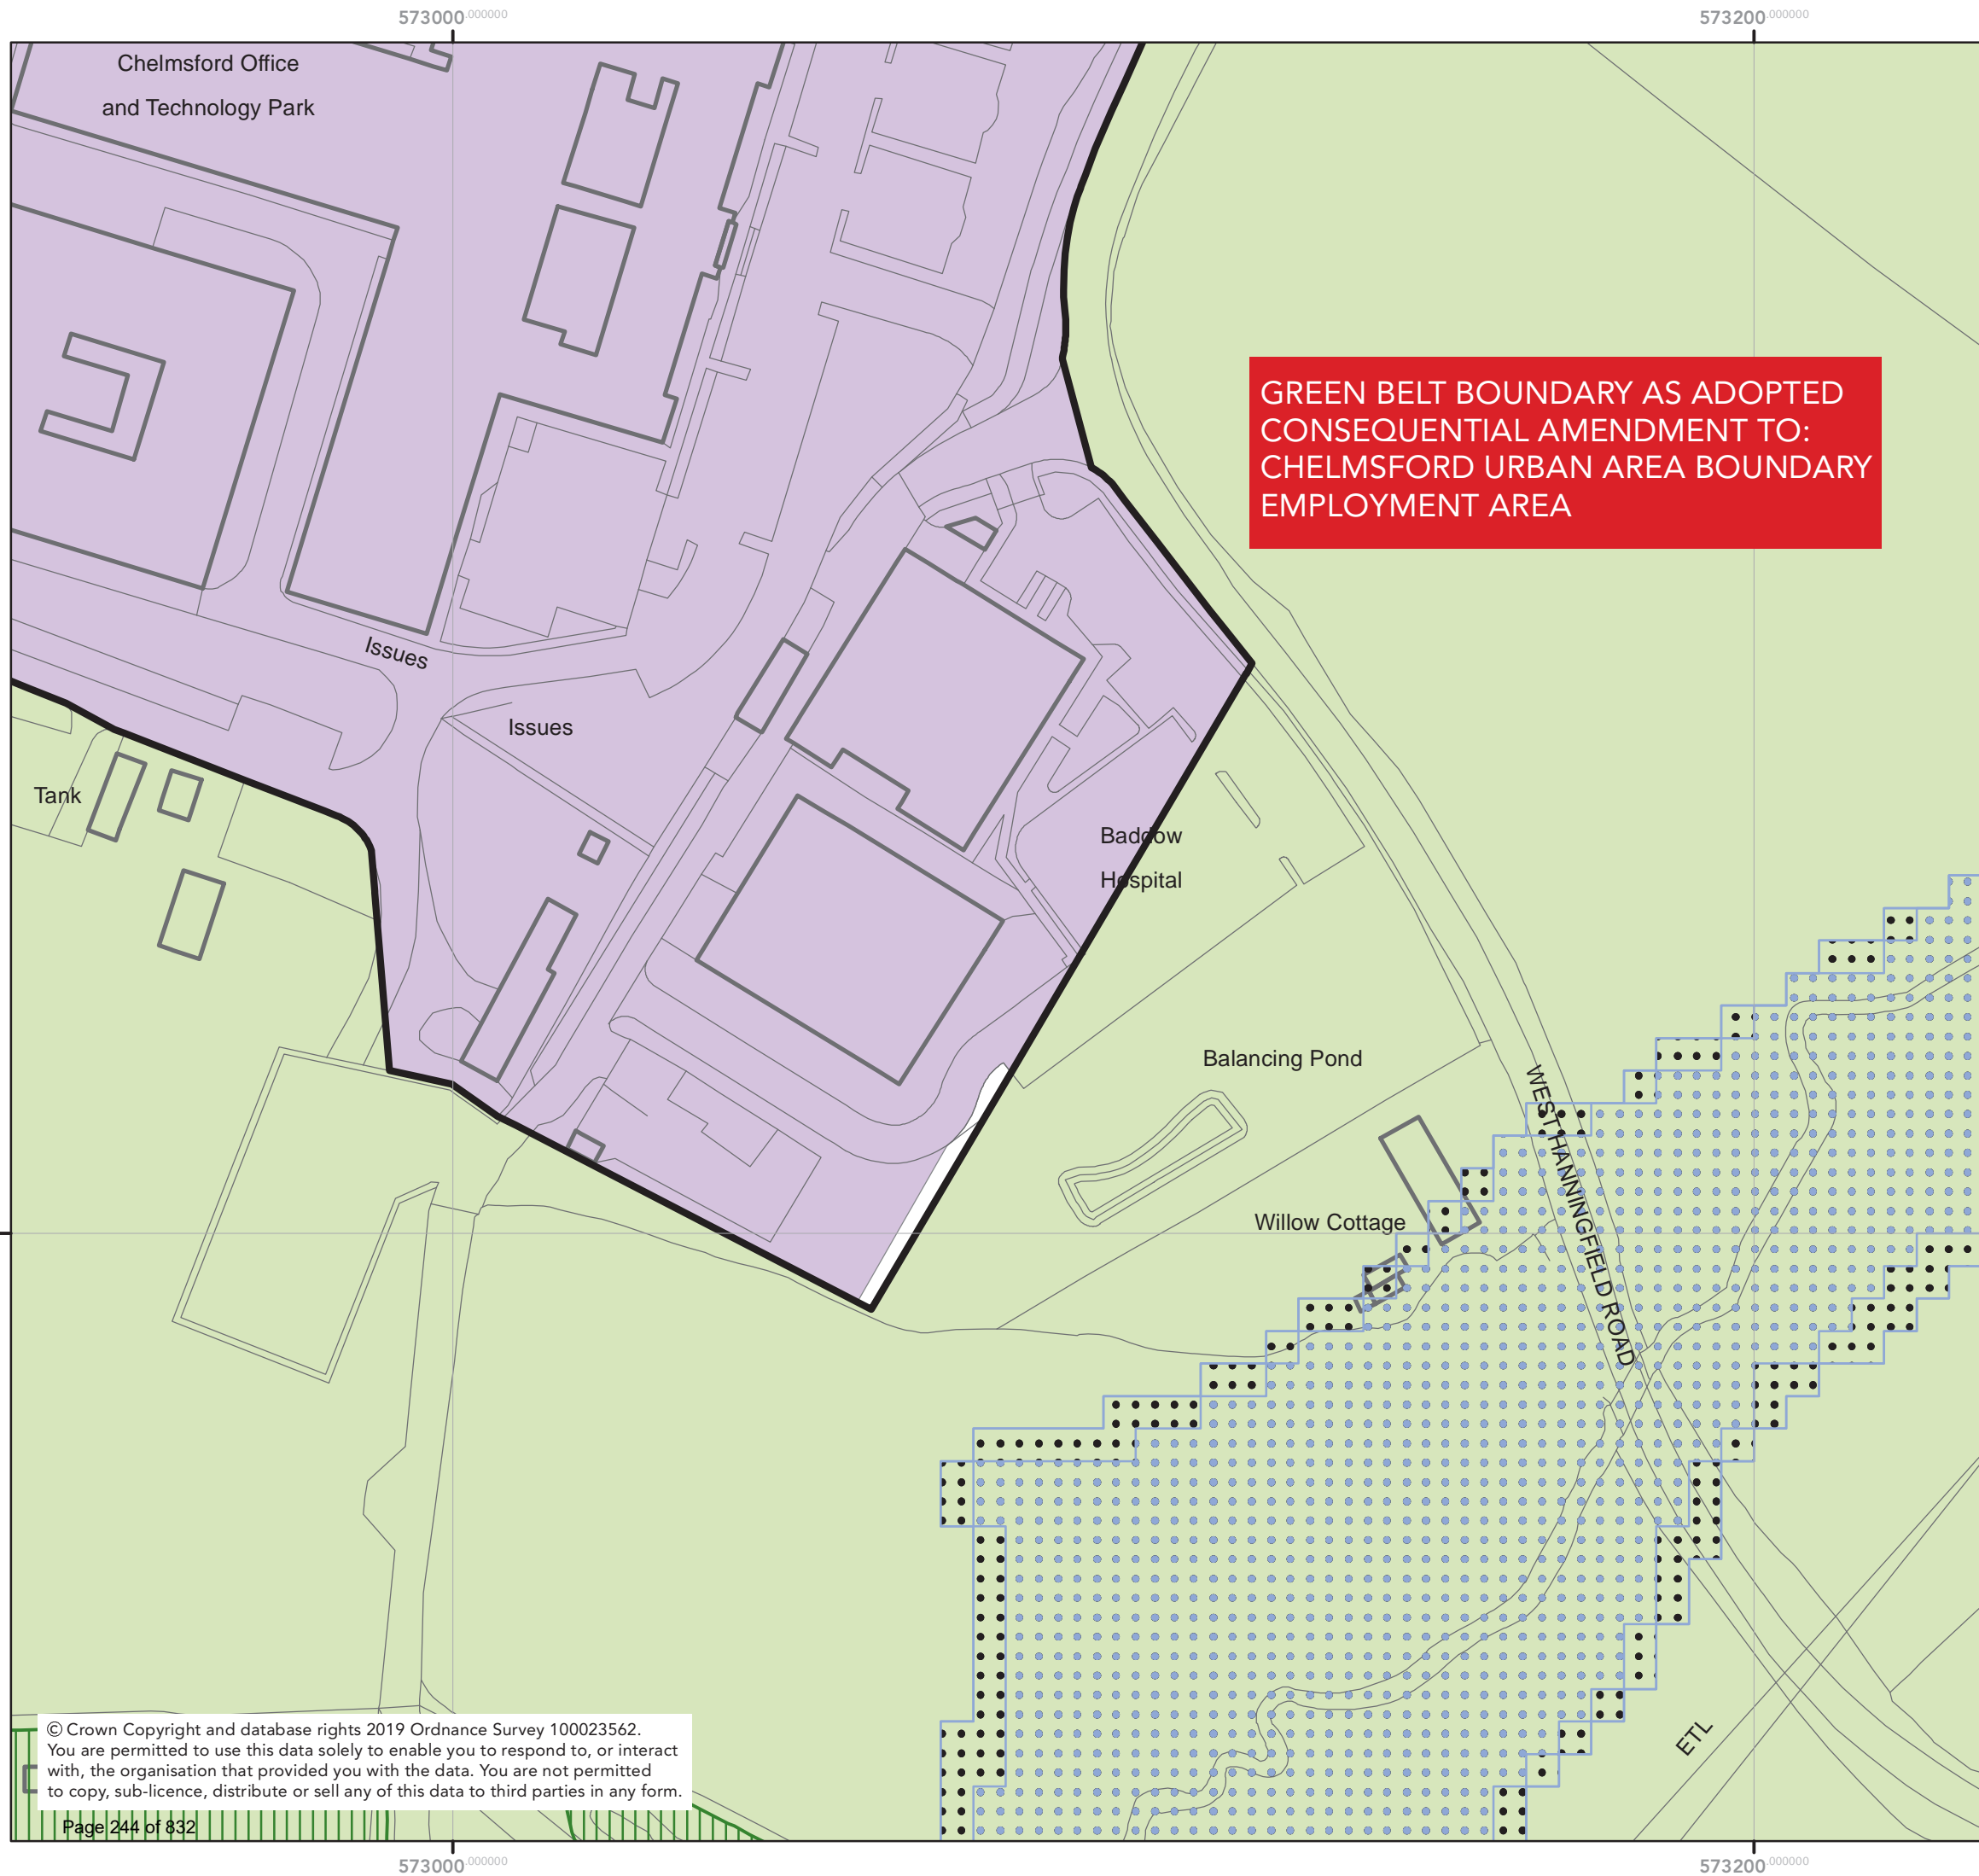 573000.000000
573200.000000
Chelmsford Office
and Technology Park
GREEN BELT BOUNDARY AS ADOPTED
CONSEQUENTIAL AMENDMENT TO:
CHELMSFORD URBAN AREA BOUNDARY
EMPLOYMENT AREA
Issues
Issues
Tank
Baddow
Hospital
Balancing Pond
WEST HANNINGFIELD ROAD
Willow Cottage
ETL
© Crown Copyright and database rights 2019 Ordnance Survey 100023562.
You are permitted to use this data solely to enable you to respond to, or interact
with, the organisation that provided you with the data. You are not permitted
to copy, sub-licence, distribute or sell any of this data to third parties in any form.
Page 244 of 832
573000.000000
573200.000000